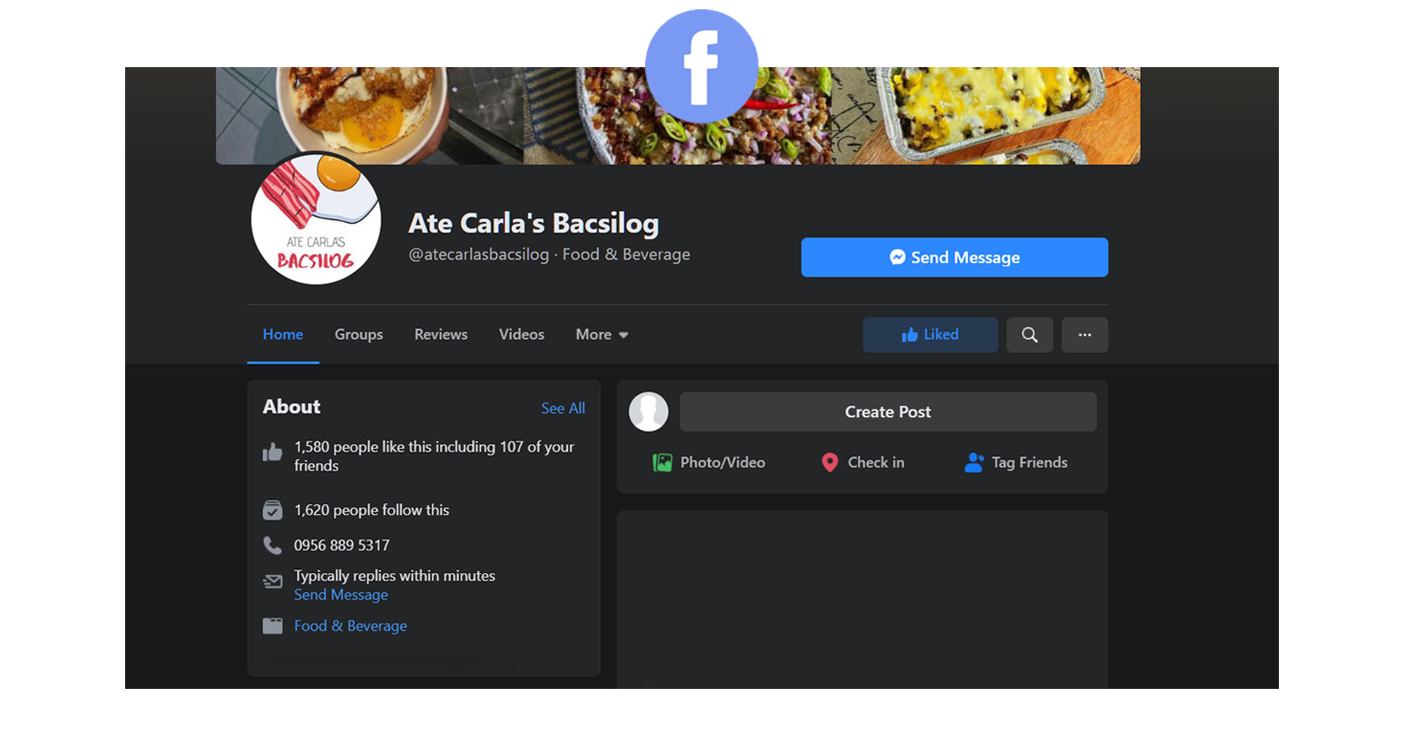 f
ATE CARLA'S
BACSILOG
Ate Carla's Bacsilog
@atecarlasbacsilog · Food & Beverage
Send Message
Home Groups Reviews Videos More
Liked
About
See All
1,580 people like this including 107 of your
friends
1,620 people follow this
0956 889 5317
Typically replies within minutes
Send Message
Food & Beverage
Create Post
Photo/Video Check in Tag Friends